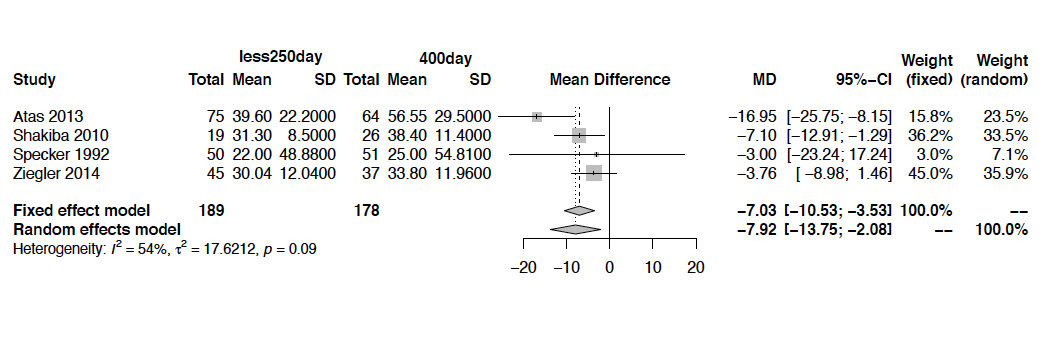 less250day 400day Weight Weight
Study Total Mean SD Total Mean SD Mean Difference MD 95%−CI (fixed) (random)
Atas 2013 75 39.60 22.2000 64 56.55 29.5000 −16.95 [−25.75; −8.15] 15.8% 23.5%
Shakiba 2010 19 31.30 8.5000 26 38.40 11.4000 −7.10 [−12.91; −1.29] 36.2% 33.5%
Specker 1992 50 22.00 48.8800 51 25.00 54.8100 −3.00 [−23.24; 17.24] 3.0% 7.1%
Ziegler 2014 45 30.04 12.0400 37 33.80 11.9600 −3.76 [ −8.98; 1.46] 45.0% 35.9%
Fixed effect model 189 178 −7.03 [−10.53; −3.53] 100.0% −−
Random effects model −7.92 [−13.75; −2.08] −− 100.0%
Heterogeneity: I² = 54%, τ² = 17.6212, p = 0.09
−20 −10 0 10 20